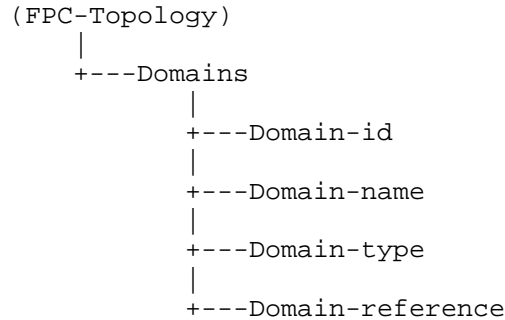 (FPC-Topology)
|
+---Domains
|
+---Domain-id
|
+---Domain-name
|
+---Domain-type
|
+---Domain-reference